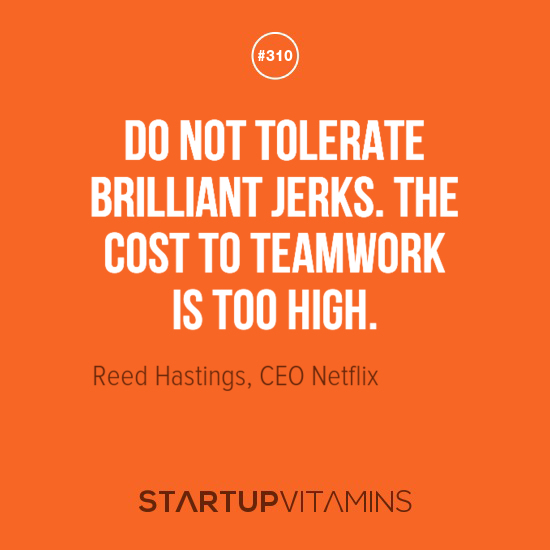 #310
DO NOT TOLERATE
BRILLIANT JERKS. THE
COST TO TEAMWORK
IS TOO HIGH.
Reed Hastings, CEO Netflix
STARTUPVITAMINS